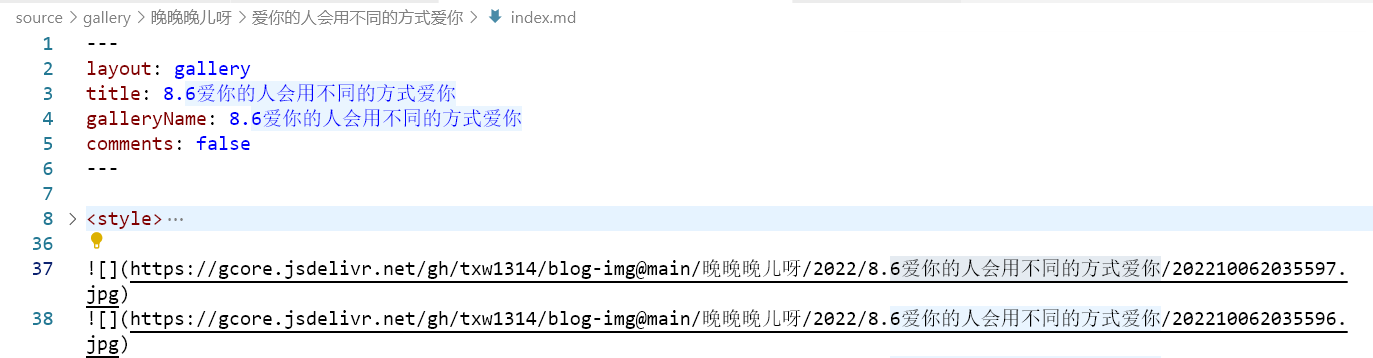 source > gallery > 晚晚晚儿呀 > 爱你的人会用不同的方式爱你 > index.md
1 ---
2 layout: gallery
3 title: 8.6爱你的人会用不同的方式爱你
4 galleryName: 8.6爱你的人会用不同的方式爱你
5 comments: false
6 ---
7
8 > <style>…
36
37 ![](https://gcore.jsdelivr.net/gh/txw1314/blog-img@main/晚晚晚儿呀/2022/8.6爱你的人会用不同的方式爱你/202210062035597.
jpg)
38 ![](https://gcore.jsdelivr.net/gh/txw1314/blog-img@main/晚晚晚儿呀/2022/8.6爱你的人会用不同的方式爱你/202210062035596.
jpg)